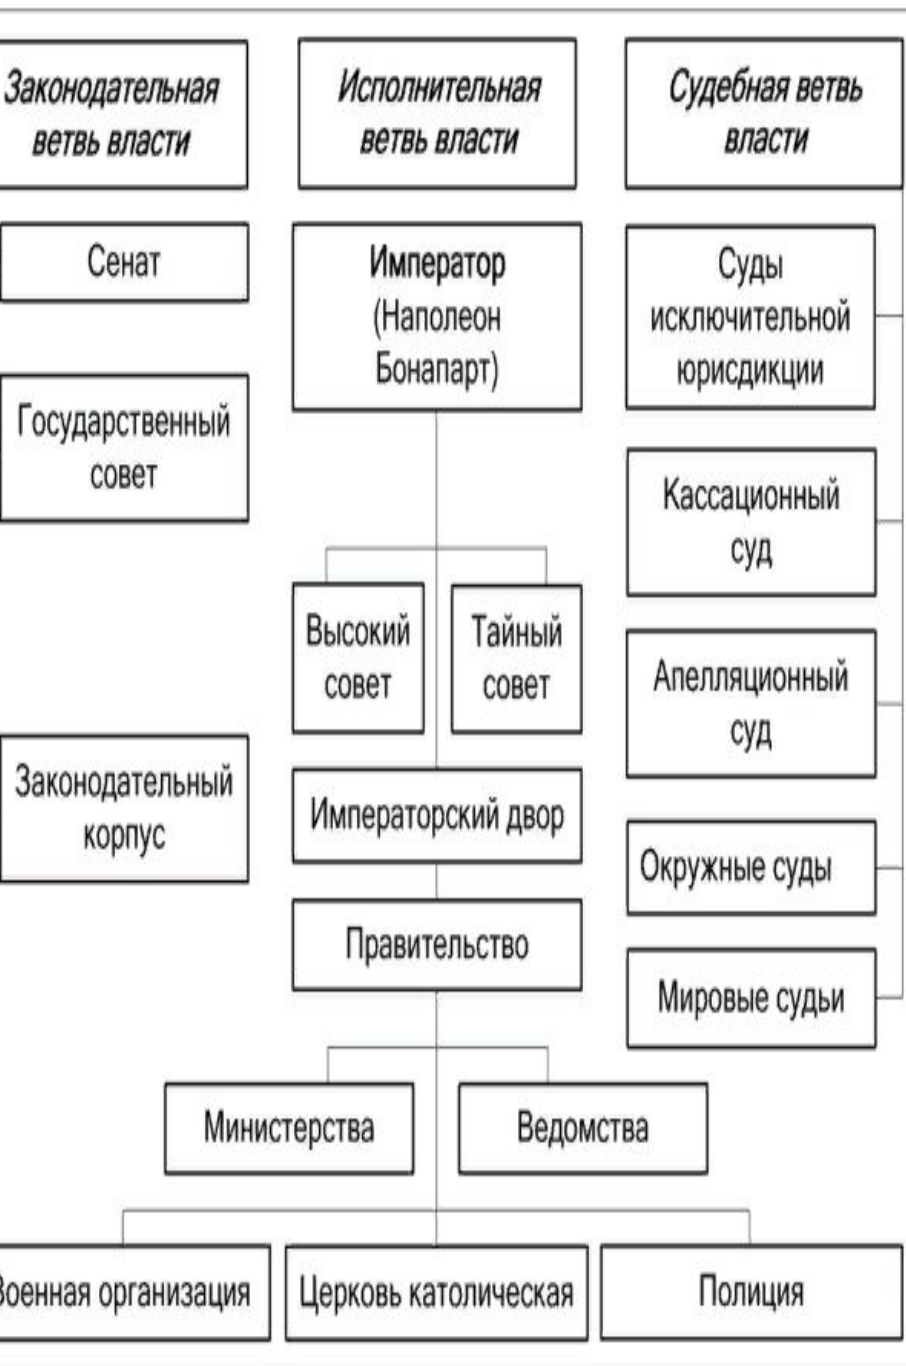 Законодательная
ветвь власти
Исполнительная
ветвь власти
Судебная ветвь
власти
Сенат
Государственный
совет
Законодательный
корпус
Император
(Наполеон
Бонапарт)
Высокий
совет
Тайный
совет
Императорский двор
Правительство
Суды
исключительной
юрисдикции
Кассационный
суд
Апелляционный
суд
Окружные суды
Мировые судьи
Министерства
Ведомства
Военная организация
Церковь католическая
Полиция